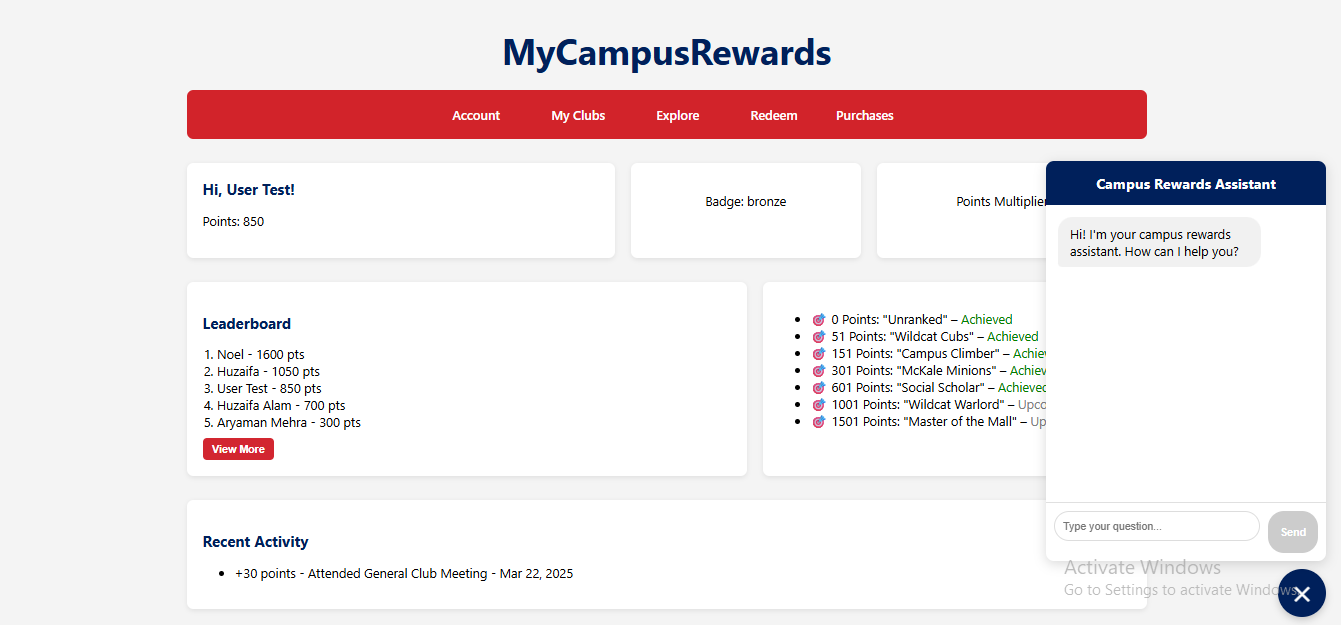 MyCampusRewards
Account My Clubs Explore Redeem Purchases
Hi, User Test!
Points: 850
Badge: bronze
Points Multiplier
Leaderboard
1. Noel - 1600 pts
2. Huzaifa - 1050 pts
3. User Test - 850 pts
4. Huzaifa Alam - 700 pts
5. Aryaman Mehra - 300 pts
View More
0 Points: "Unranked" – Achieved
51 Points: "Wildcat Cubs" – Achieved
151 Points: "Campus Climber" –
301 Points: "McKale Minions" –
601 Points: "Social Scholar" – Achieved
1001 Points: "Wildcat Warlord" –
1501 Points: "Master of the Mall" –
Recent Activity
+30 points - Attended General Club Meeting - Mar 22, 2025
Campus Rewards Assistant
Hi! I'm your campus rewards
assistant. How can I help you?
Type your question...
Send
Activate Windows
Go to Settings to activate Windows.